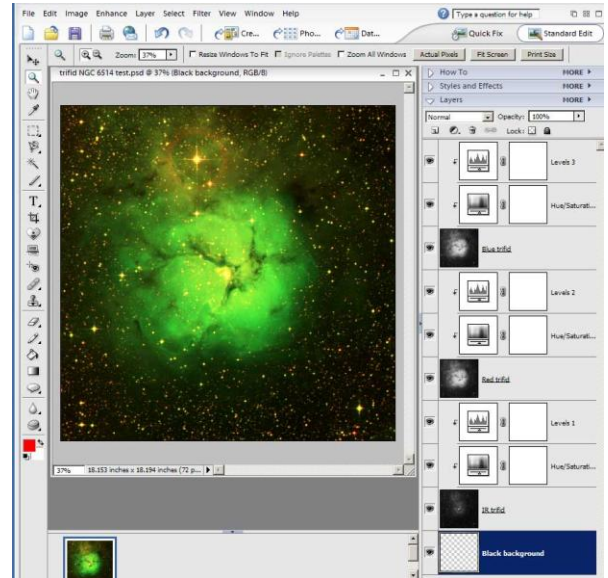 File Edit Image Enhance Layer Select Filter View Window Help Type a question for help
Cre... Pho... Dat... Quick Fix Standard Edit
Zoom: 37% Resize Windows To Fit Ignore Palettes Zoom All Windows Actual Pixels Fit Screen Print Size
trifid NGC 6514 test.psd @ 37% (Black background, RGB/8)
How To MORE
Styles and Effects MORE
Layers MORE
Normal Opacity: 100%
Lock:
Levels 3
Hue/Saturati...
Blue trifid
Levels 2
Hue/Saturati...
Red trifid
Levels 1
Hue/Saturati...
IR trifid
Black background
37% 18.153 inches x 18.194 inches (72 p...